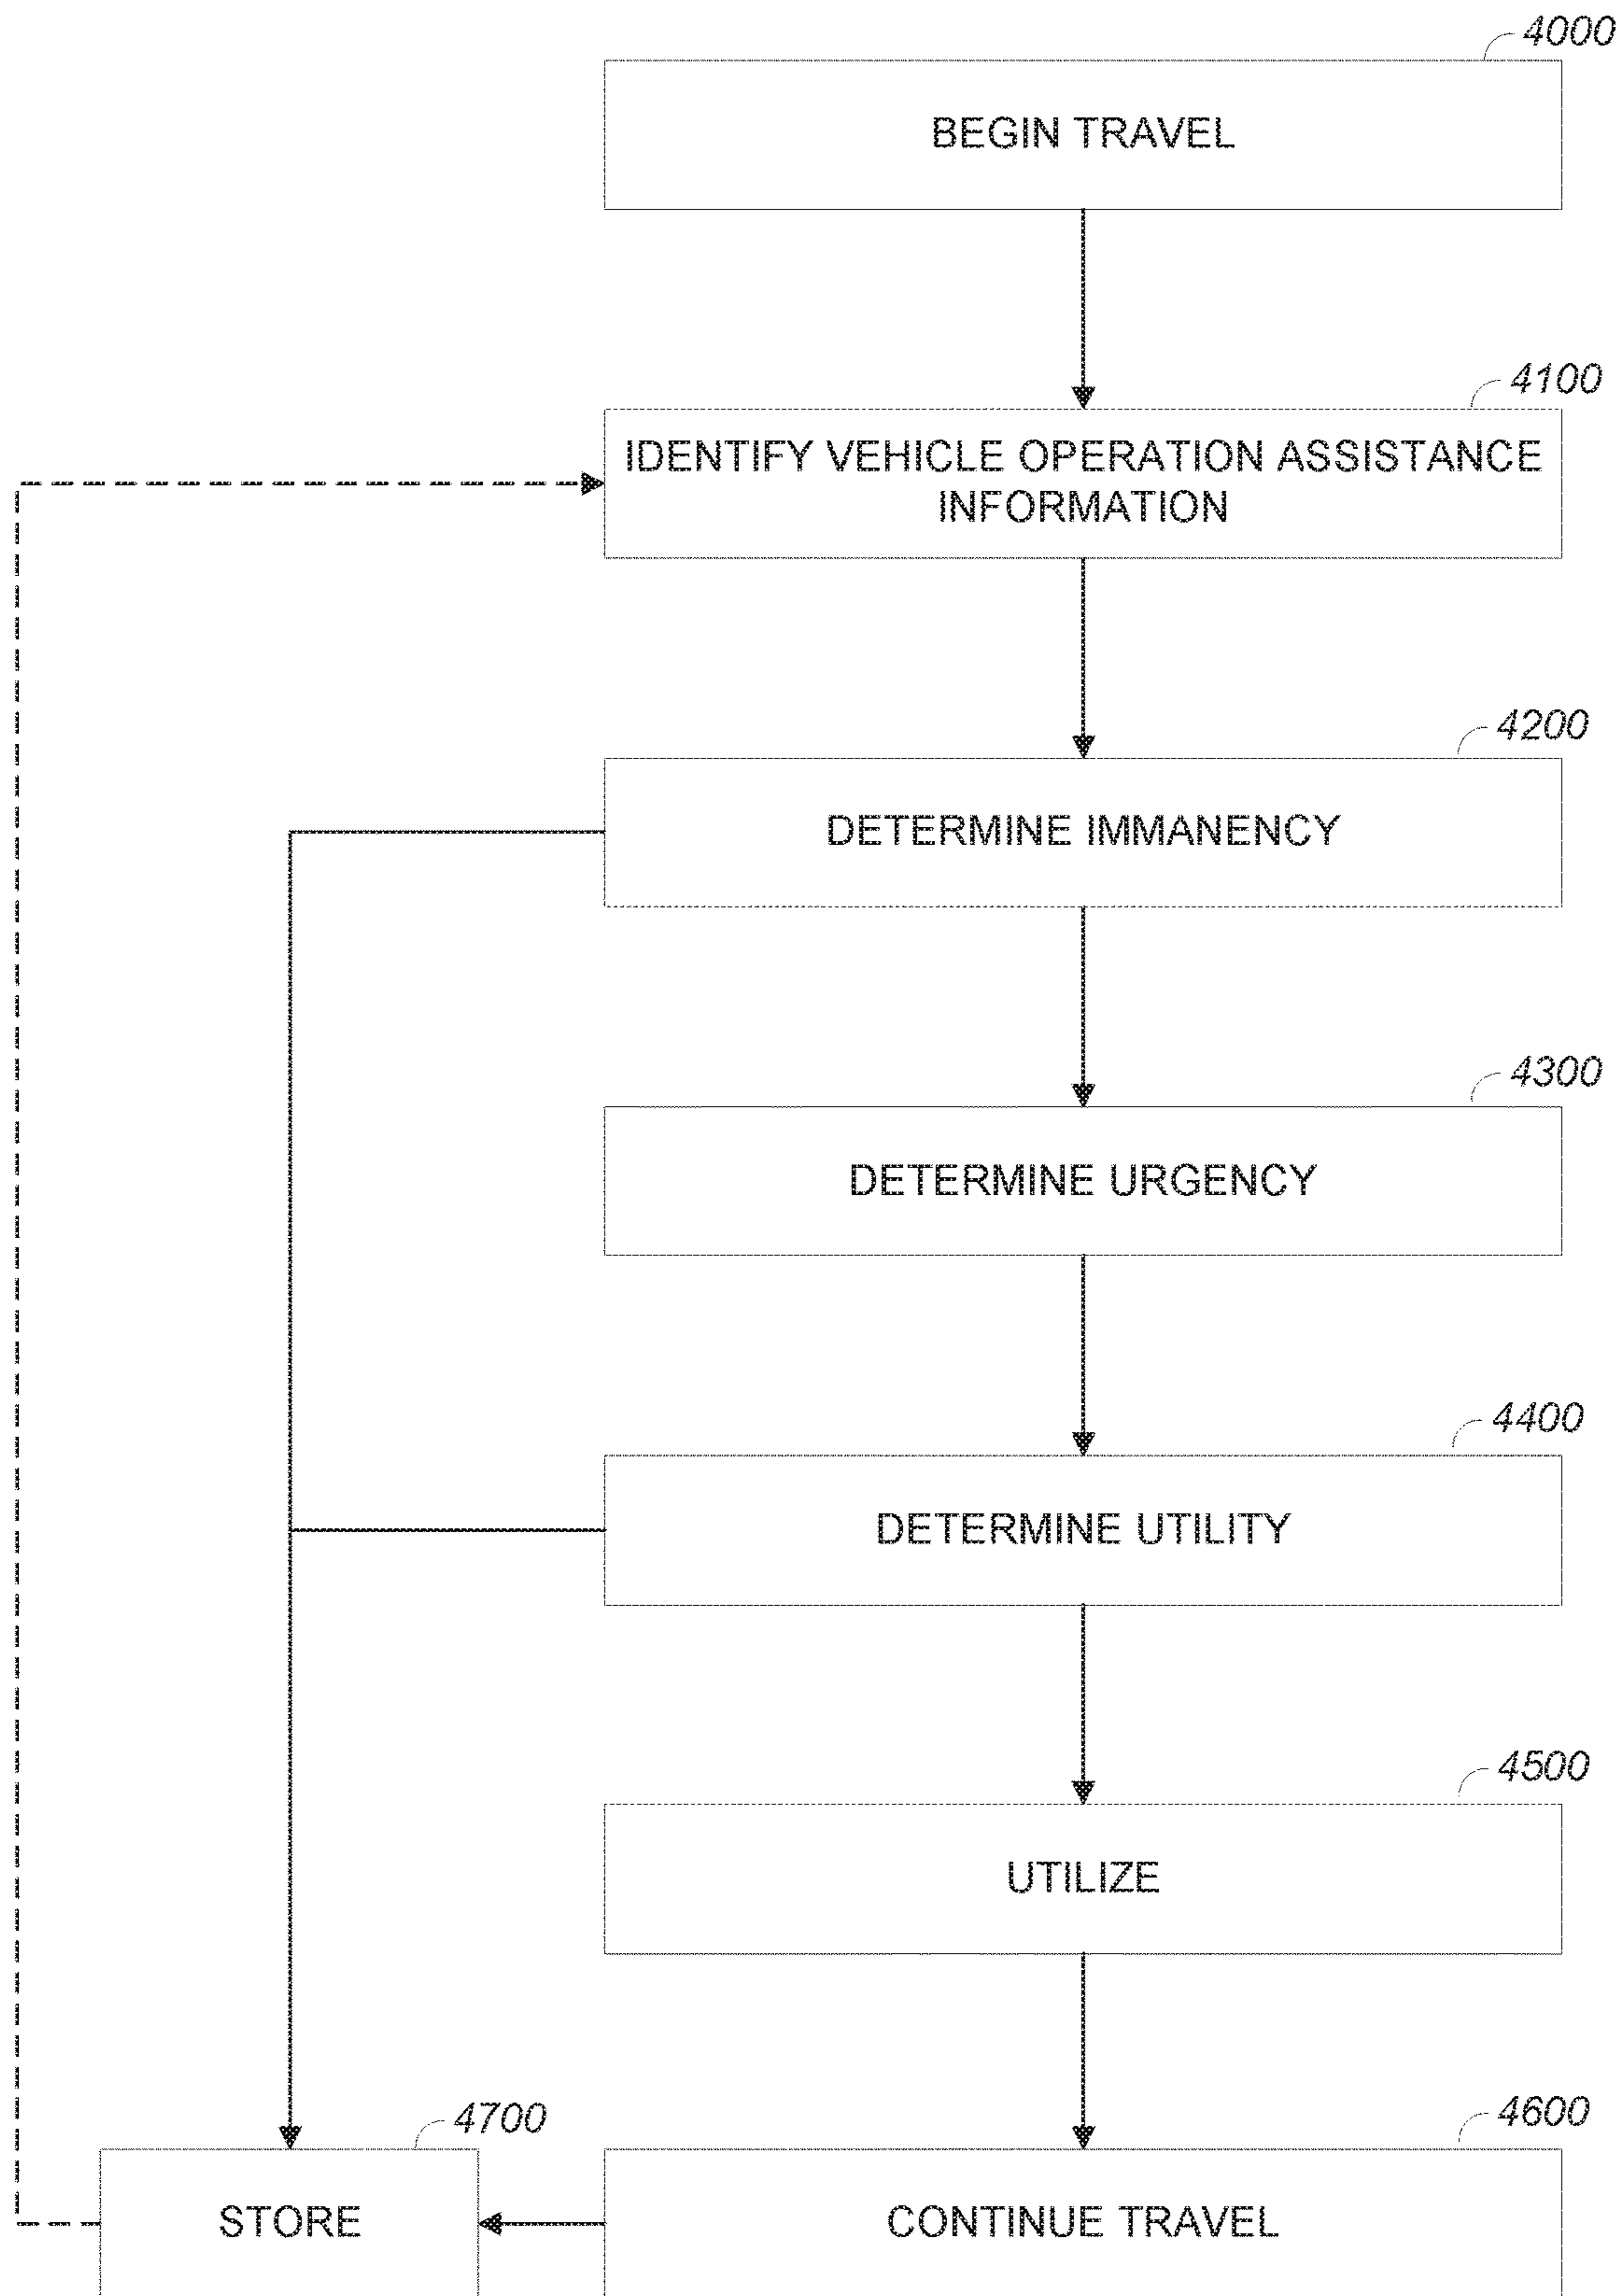 4000
BEGIN TRAVEL
4100
IDENTIFY VEHICLE OPERATION ASSISTANCE
INFORMATION
4200
DETERMINE IMMANENCY
4300
DETERMINE URGENCY
4400
DETERMINE UTILITY
4500
UTILIZE
4700
STORE
4600
CONTINUE TRAVEL